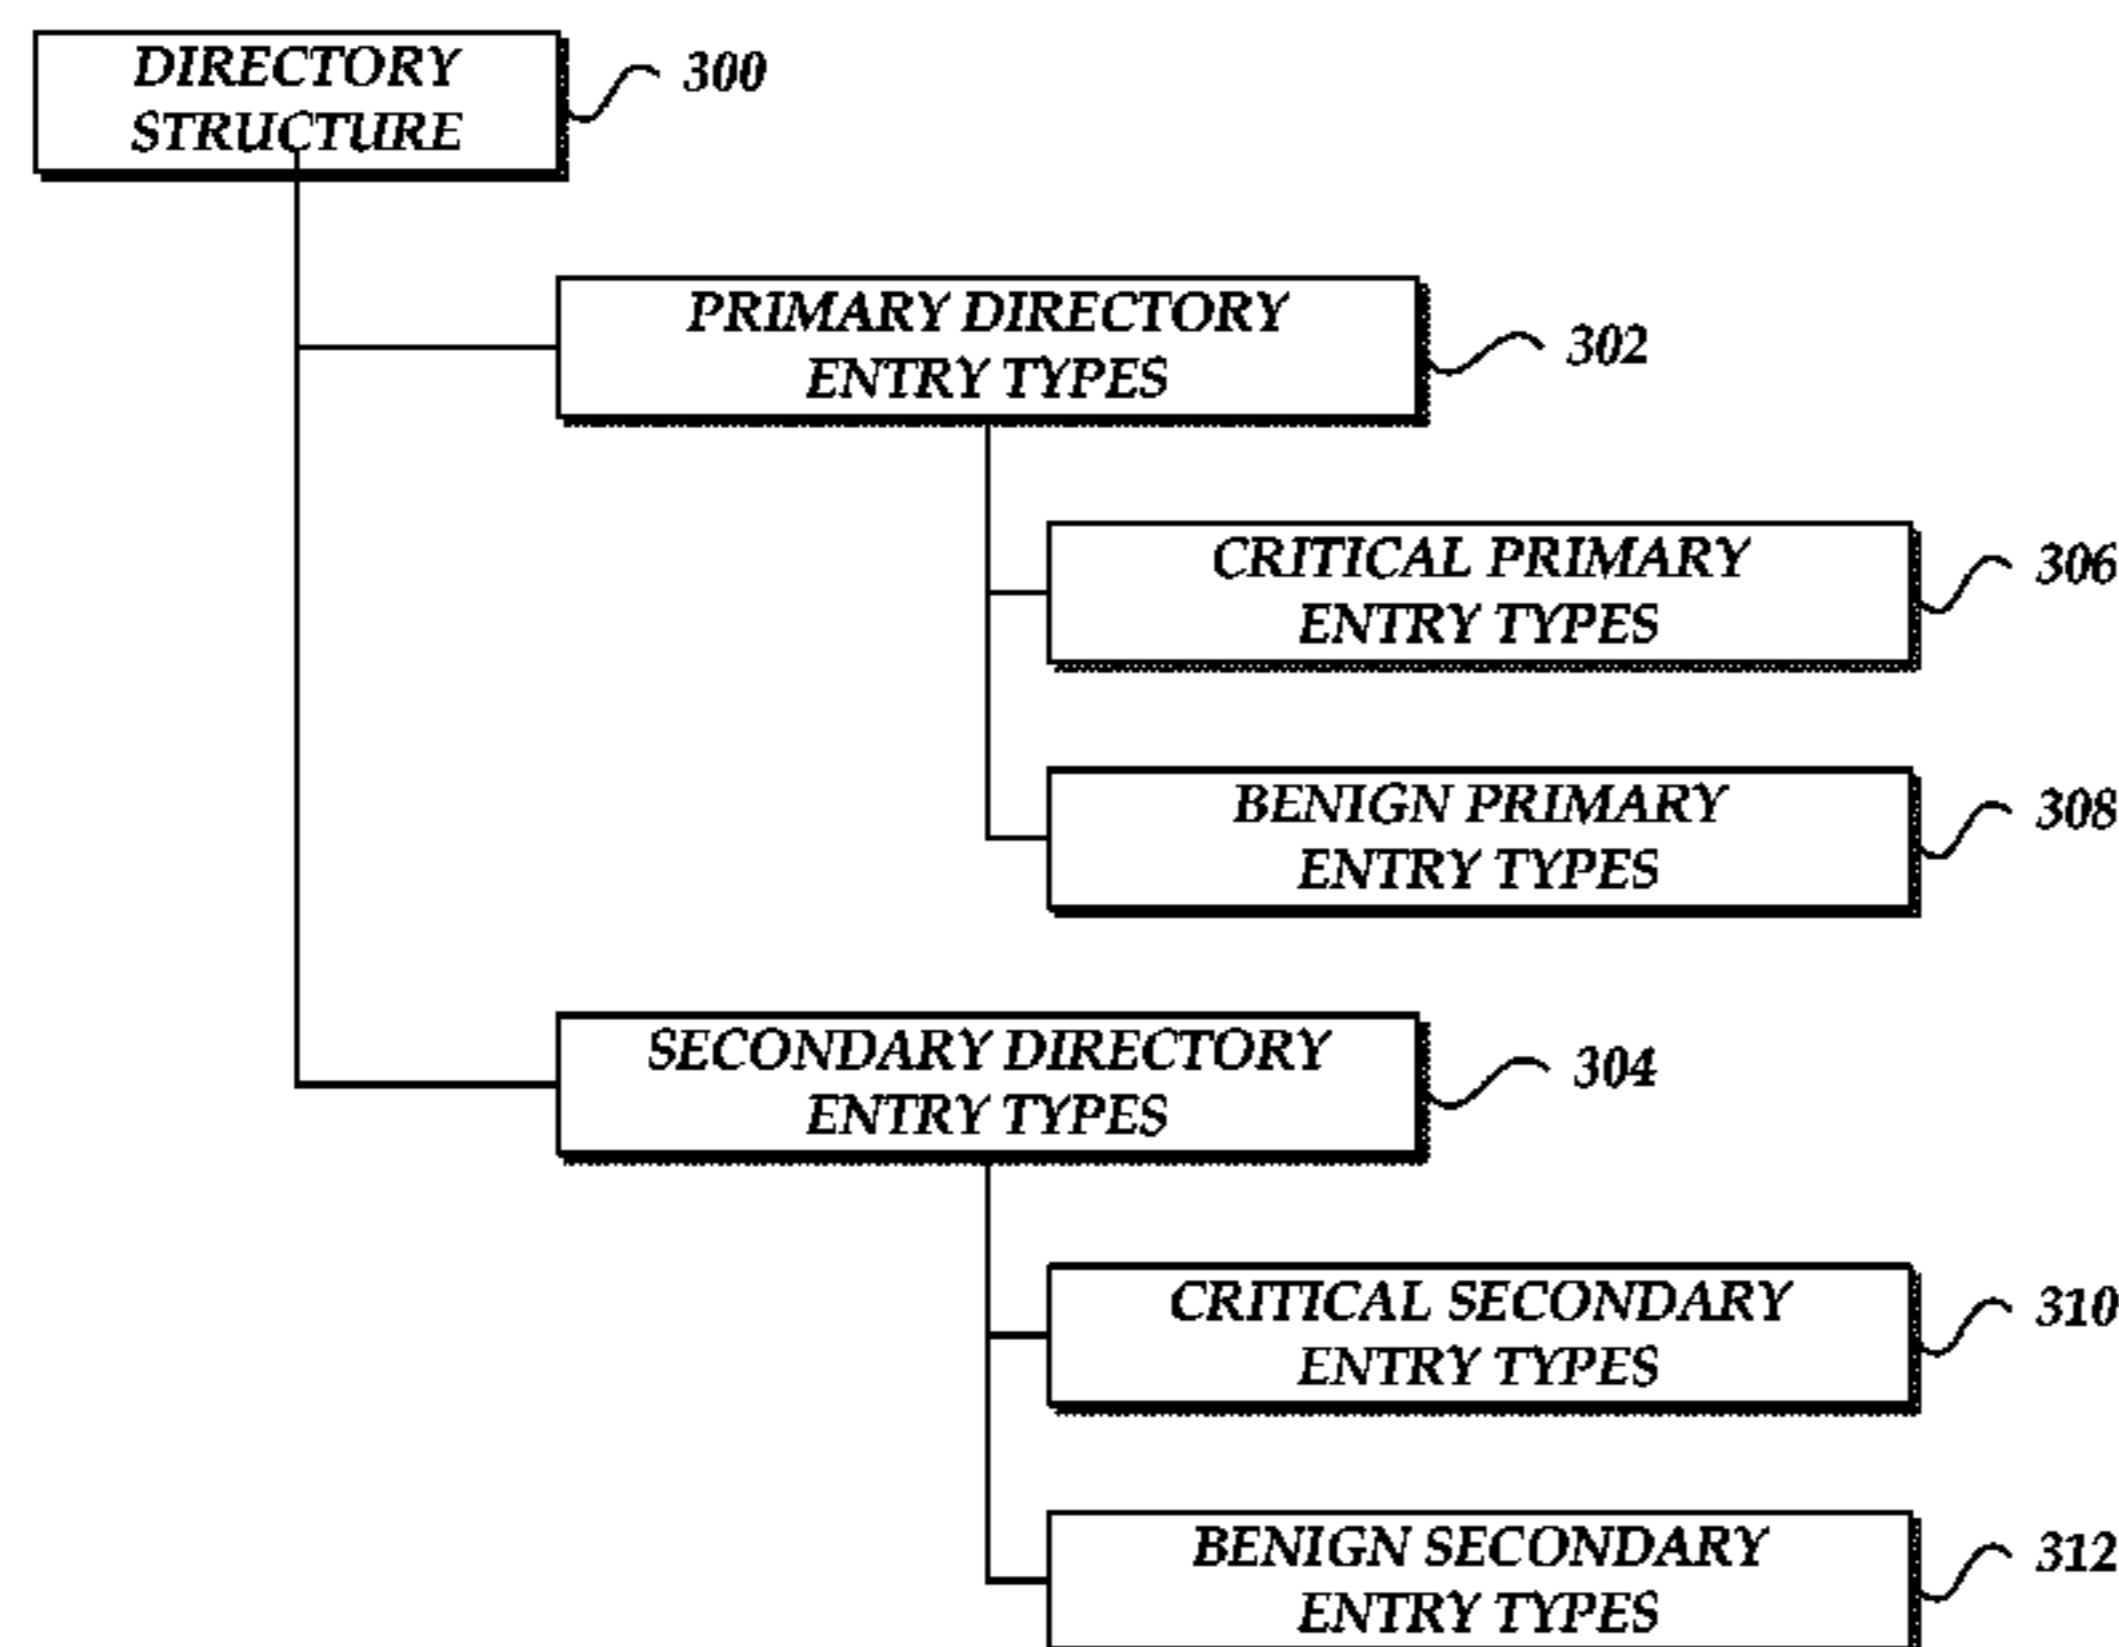 DIRECTORY
STRUCTURE
300
PRIMARY DIRECTORY
ENTRY TYPES
302
CRITICAL PRIMARY
ENTRY TYPES
306
BENIGN PRIMARY
ENTRY TYPES
308
SECONDARY DIRECTORY
ENTRY TYPES
304
CRITICAL SECONDARY
ENTRY TYPES
310
BENIGN SECONDARY
ENTRY TYPES
312